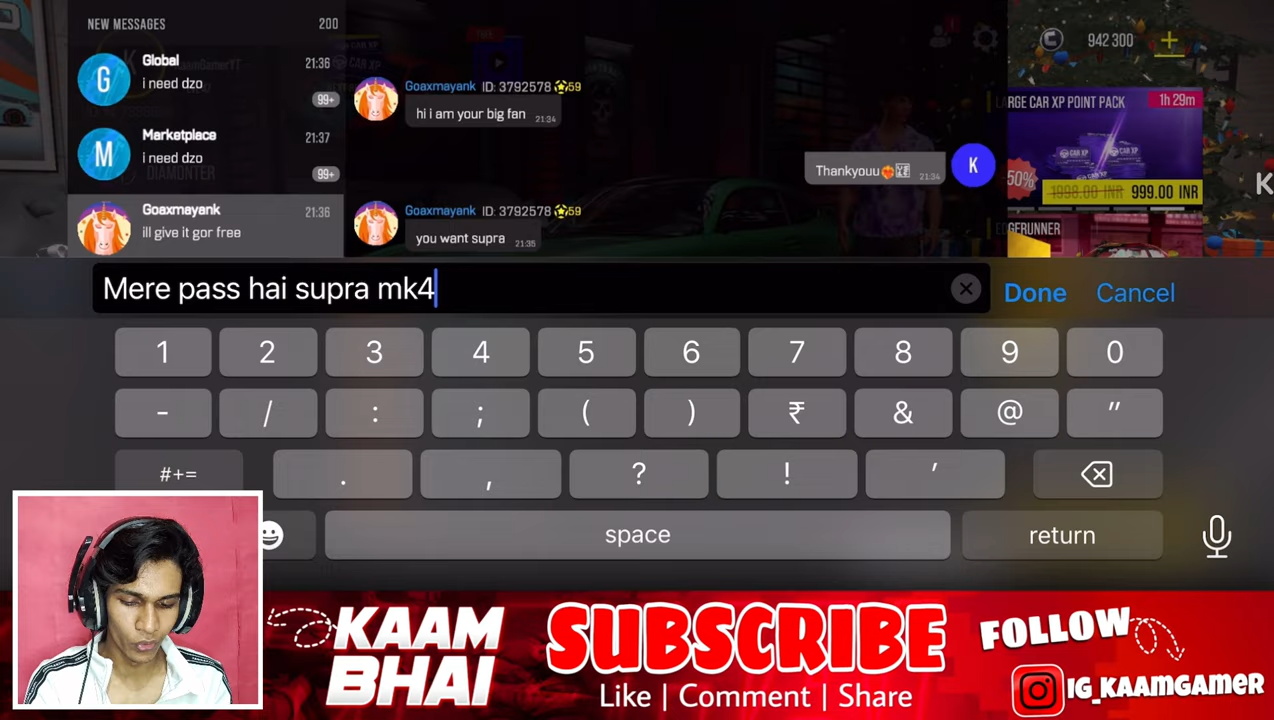 NEW MESSAGES 200
Global 21:36
i need dzo 99+
Marketplace 21:37
i need dzo 99+
DIAMONTER
Goaxmayank 21:36
ill give it gor free
Goaxmayank ID: 3792578 59
hi i am your big fan 21:34
Thankyouu 21:34
K
Goaxmayank ID: 3792578 59
you want supra 21:35
942 300 +
LARGE CAR XP POINT PACK 1h 29m
CAR XP
50%
1998.00 INR 999.00 INR
EDGERUNNER
K
G
M
Mere pass hai supra mk4
Done Cancel
1 2 3 4 5 6 7 8 9 0
- / : ; ( ) ₹ & @ "
#+= . , ? ! '
space return
KAAM
BHAI
SUBSCRIBE
Like | Comment | Share
FOLLOW
IG_KAAMGAMER